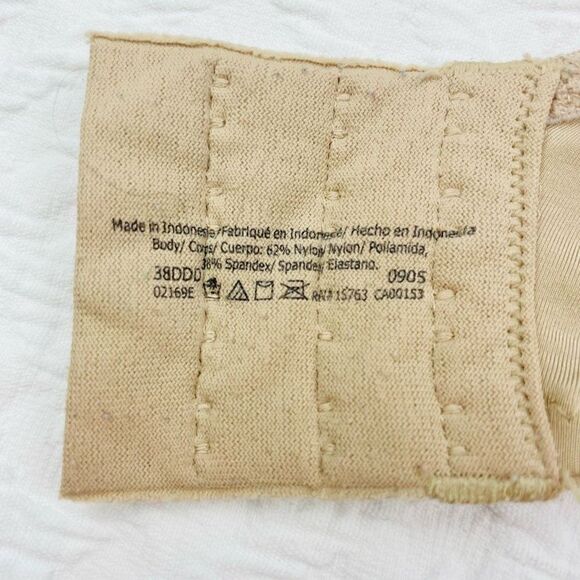 Made in Indonesia/Fabriqué en Indonésie/ Hecho en Indonesia
Body/ Corps/ Cuerpo: 62% Nylon/ Nylon/ Poliamida,
38% Spandex/ Spandex/ Elastano.
38DDD 0905
02169E RN# 15763 CA00153